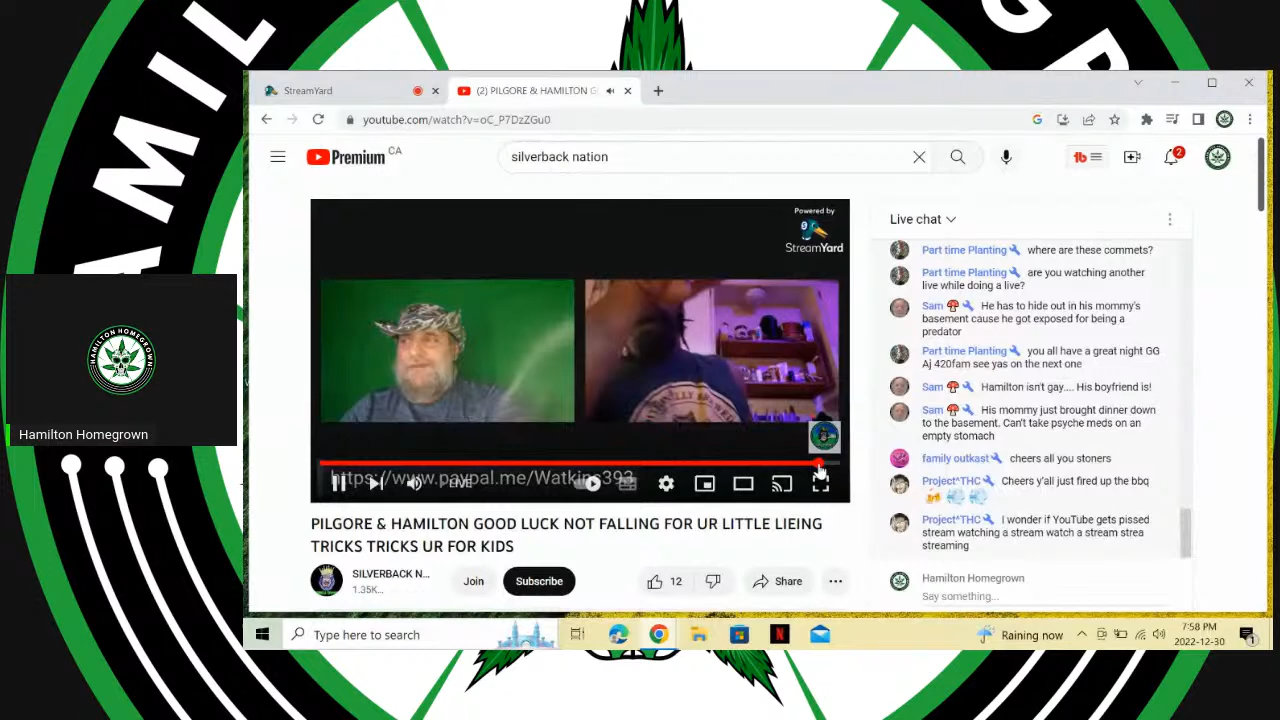 AMIL
GR
StreamYard
(2) PILGORE & HAMILTON G
youtube.com/watch?v=oC_P7DzZGu0
Premium CA
silverback nation
2
Powered by
StreamYard
https://www.paypal.me/Watkins393
LIVE
Live chat
Part time Planting where are these commets?
Part time Planting are you watching another
live while doing a live?
Sam He has to hide out in his mommy's
basement cause he got exposed for being a
predator
Part time Planting you all have a great night GG
Aj 420fam see yas on the next one
Sam Hamilton isn't gay.... His boyfriend is!
Sam His mommy just brought dinner down
to the basement. Can't take psyche meds on an
empty stomach
family outkast cheers all you stoners
Project^THC Cheers y'all just fired up the bbq
Project^THC I wonder if YouTube gets pissed
stream watching a stream watch a stream strea
streaming
Hamilton Homegrown
Say something...
PILGORE & HAMILTON GOOD LUCK NOT FALLING FOR UR LITTLE LIEING
TRICKS TRICKS UR FOR KIDS
SILVERBACK N...
1.35K...
Join
Subscribe
12
Share
HAMILTON HOMEGROWN
Hamilton Homegrown
Type here to search
N
Raining now
7:58 PM
2022-12-30
1